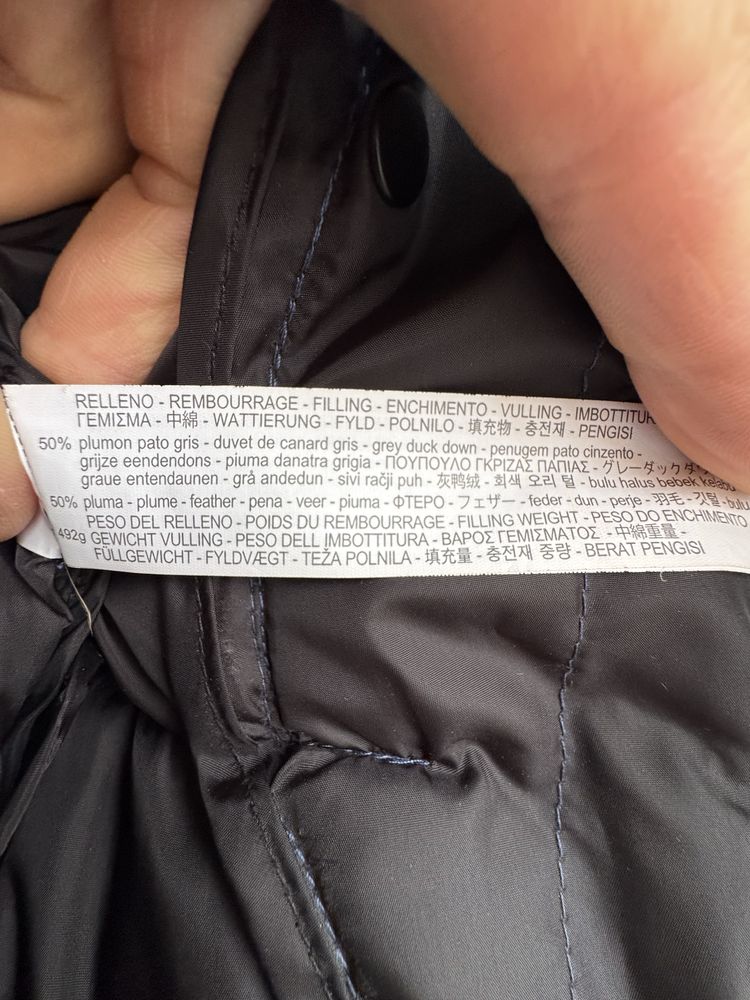 RELLENO - REMBOURRAGE - FILLING - ENCHIMENTO - VULLING - IMBOTTITURA
ΓΕΜΙΣΜΑ - 中綿 - WATTIERUNG - FYLD - POLNILO - 填充物 - 충전재 - PENGISI
50% plumon pato gris - duvet de canard gris - grey duck down - penugem pato cinzento -
grijze eendendons - piuma danatra grigia - ΠΟΥΠΟΥΛΟ ΓΚΡΙΖΑΣ ΠΑΠΙΑΣ - グレーダックダ
graue entendaunen - grå andedun - sivi račji puh - 灰鸭绒 - 회색 오리 털 - bulu halus bebek kelabu
50% pluma - plume - feather - pena - veer - piuma - ΦΤΕΡΟ - フェザー - feder - dun - perje - 羽毛 - 깃털 - bulu
PESO DEL RELLENO - POIDS DU REMBOURRAGE - FILLING WEIGHT - PESO DO ENCHIMENTO
492g GEWICHT VULLING - PESO DELL IMBOTTITURA - ΒΑΡΟΣ ΓΕΜΙΣΜΑΤΟΣ - 中綿重量 -
FÜLLGEWICHT - FYLDVÆGT - TEŽA POLNILA - 填充量 - 충전재 중량 - BERAT PENGISI